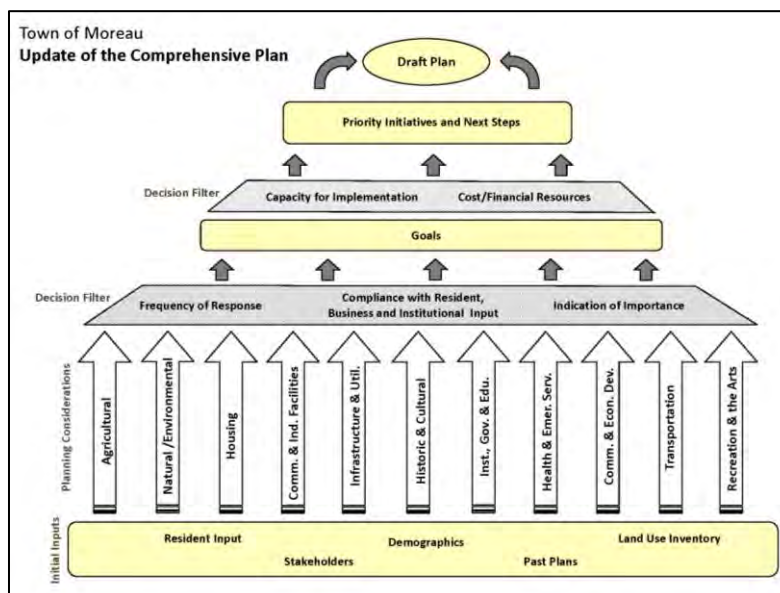 Town of Moreau
Update of the Comprehensive Plan
Draft Plan
Priority Initiatives and Next Steps
Decision Filter
Capacity for Implementation
Cost/Financial Resources
Goals
Decision Filter
Frequency of Response
Compliance with Resident,
Business and Institutional Input
Indication of Importance
Planning Considerations
Agricultural
Natural /Environmental
Housing
Comm. & Ind. Facilities
Infrastructure & Util.
Historic & Cultural
Inst., Gov. & Edu.
Health & Emer. Serv.
Comm. & Econ. Dev.
Transportation
Recreation & the Arts
Initial Inputs
Resident Input
Stakeholders
Demographics
Past Plans
Land Use Inventory